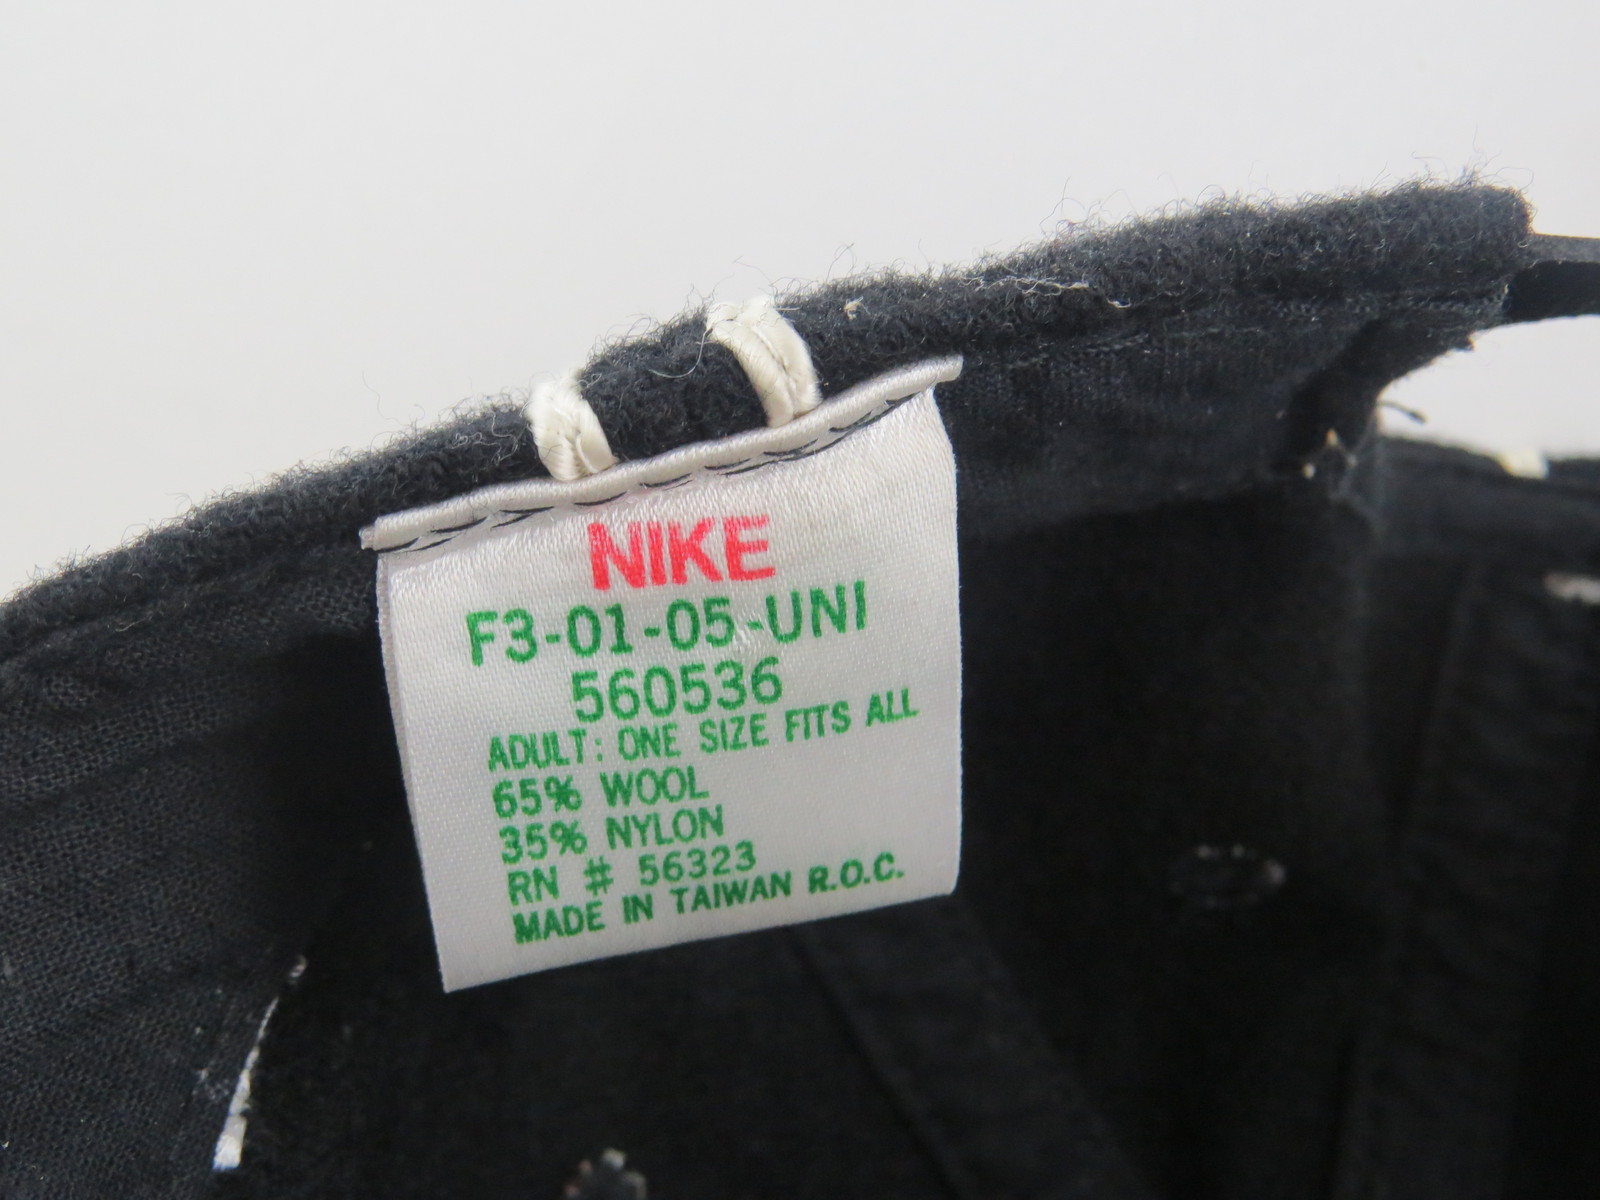 NIKE
F3-01-05-UNI
560536
ADULT: ONE SIZE FITS ALL
65% WOOL
35% NYLON
RN # 56323
MADE IN TAIWAN R.O.C.